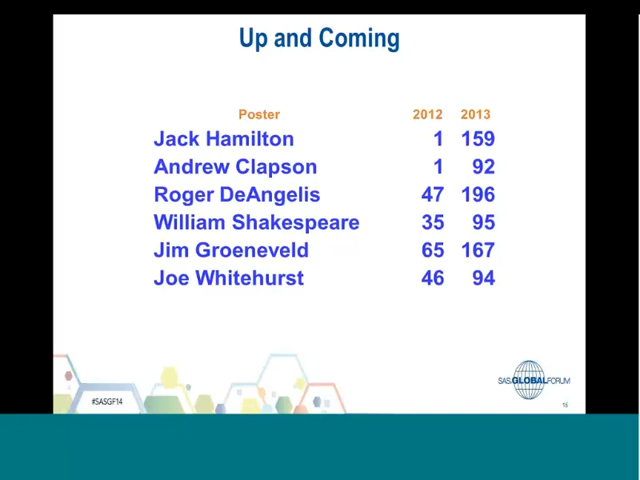 Up and Coming
Poster 2012 2013
Jack Hamilton 1 159
Andrew Clapson 1 92
Roger DeAngelis 47 196
William Shakespeare 35 95
Jim Groeneveld 65 167
Joe Whitehurst 46 94
#SASGF14
SAS GLOBAL FORUM
16